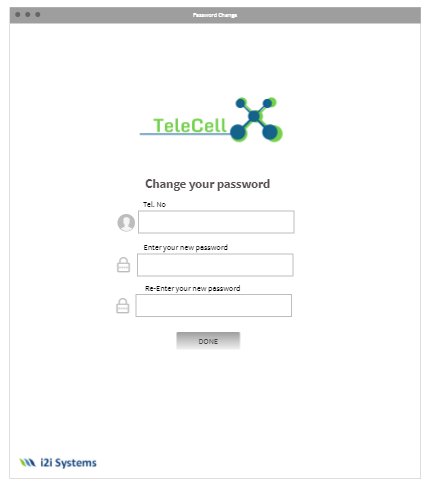 Password Change
TeleCell
Change your password
Tel. No
Enter your new password
Re-Enter your new password
DONE
i2i Systems